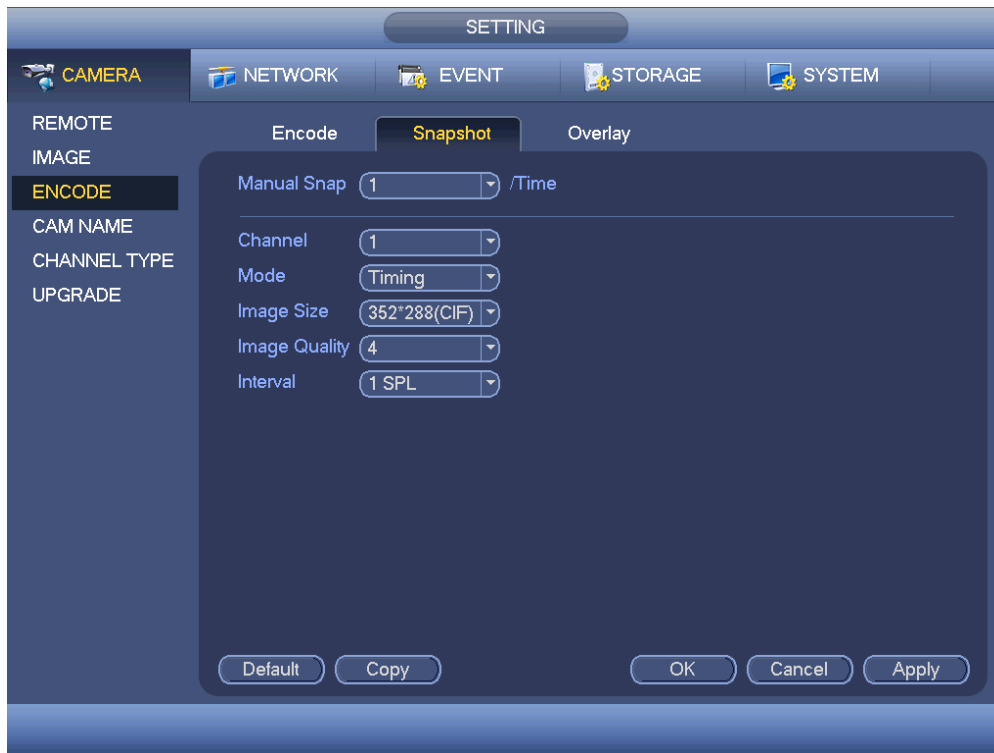 SETTING
CAMERA NETWORK EVENT STORAGE SYSTEM
REMOTE
IMAGE
ENCODE
CAM NAME
CHANNEL TYPE
UPGRADE
Encode Snapshot Overlay
Manual Snap 1 /Time
Channel 1
Mode Timing
Image Size 352*288(CIF)
Image Quality 4
Interval 1 SPL
Default Copy OK Cancel Apply